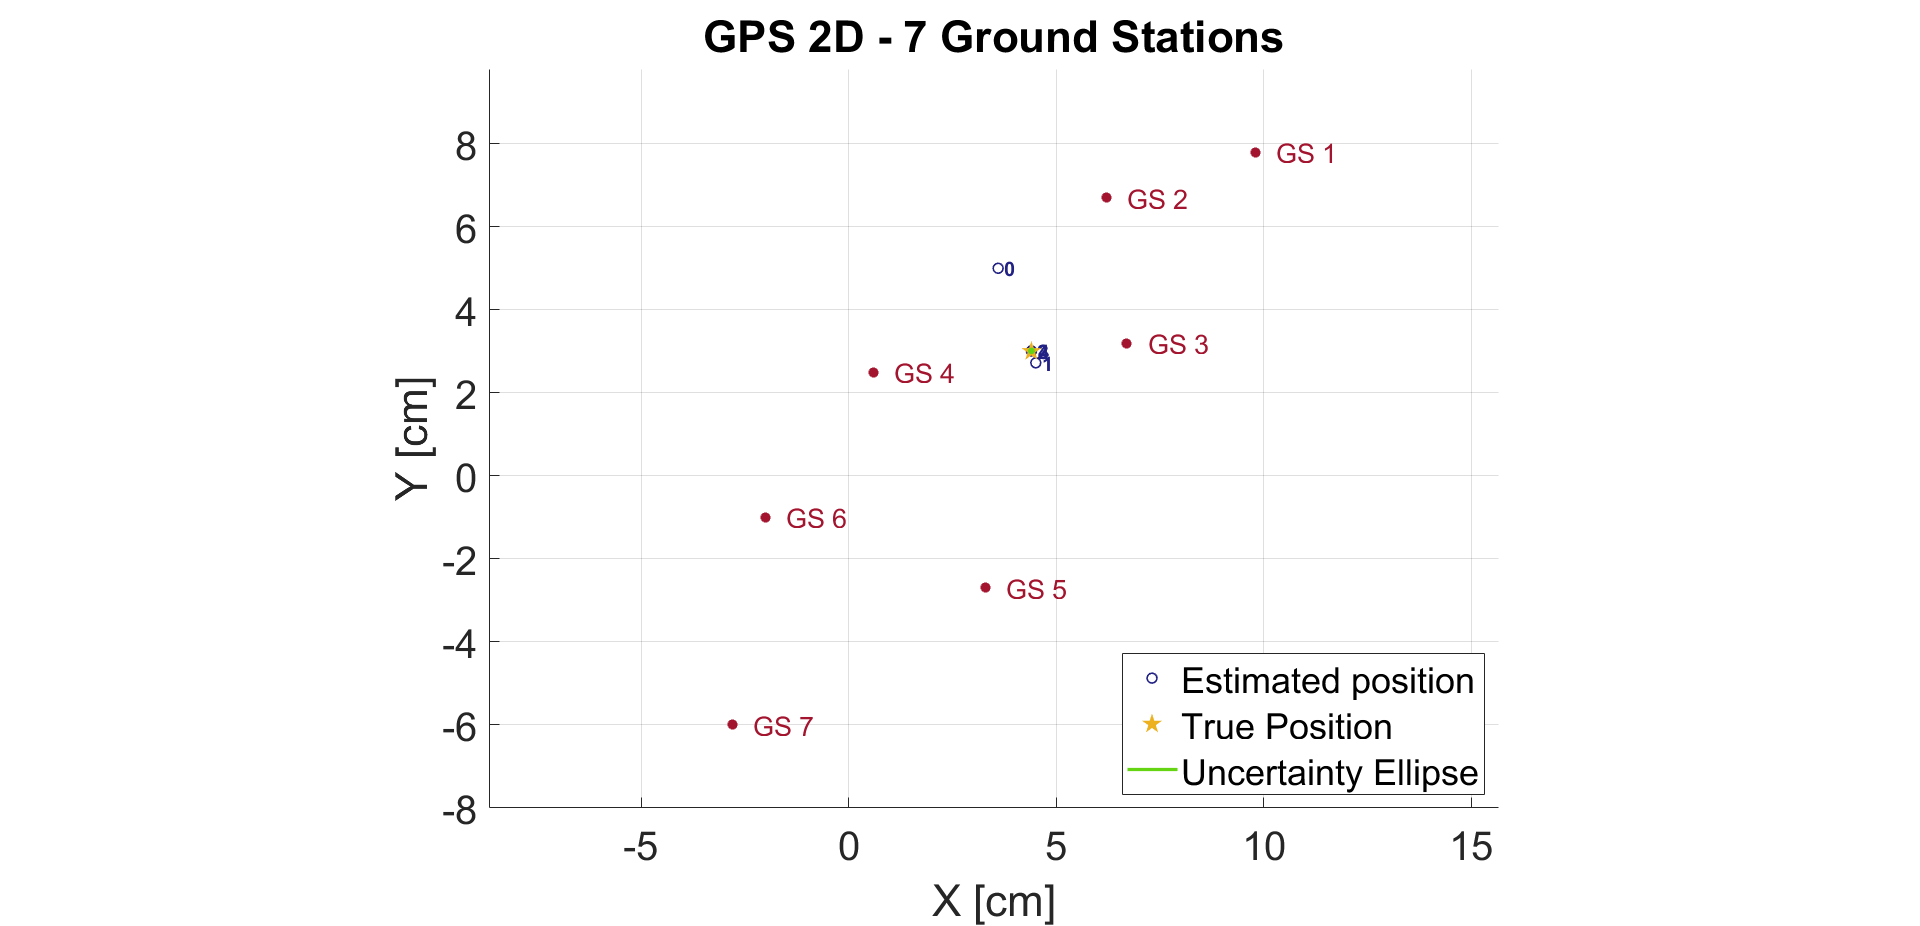 GPS 2D - 7 Ground Stations
8
6
4
2
0
-2
-4
-6
-8
Y [cm]
GS 1
GS 2
0
GS 3
1
GS 4
GS 6
GS 5
GS 7
Estimated position
True Position
Uncertainty Ellipse
-5
0
5
10
15
X [cm]